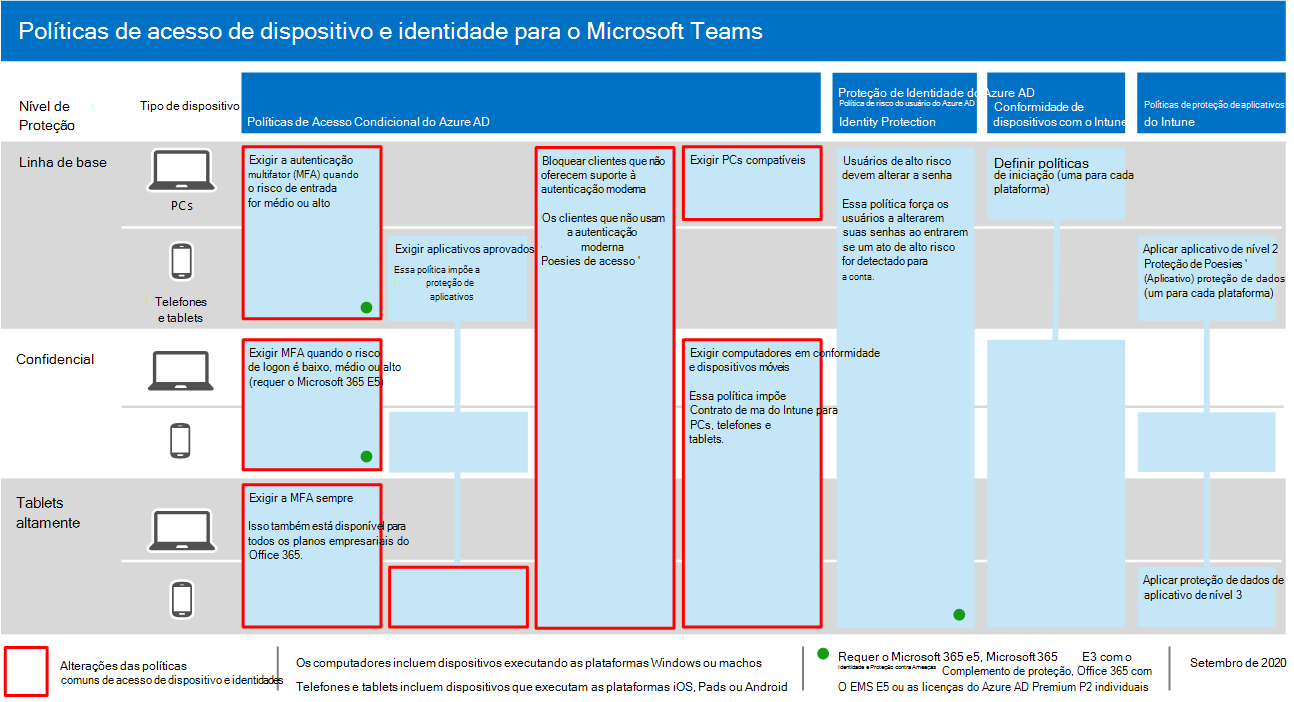 Políticas de acesso de dispositivo e identidade para o Microsoft Teams
Nível de
Proteção
Tipo de dispositivo
Políticas de Acesso Condicional do Azure AD
Proteção de Identidade do Azure AD
Política de risco do usuário do Azure AD
Identity Protection
Conformidade de
dispositivos com o Intune
Políticas de proteção de aplicativos
do Intune
Linha de base
PCs
Telefones
e tablets
Exigir a autenticação
multifator (MFA) quando
o risco de entrada
for médio ou alto
Exigir aplicativos aprovados
Essa política impõe a
proteção de
aplicativos
Bloquear clientes que não
oferecem suporte à
autenticação moderna
Os clientes que não usam
a autenticação
moderna
Poesies de acesso '
Exigir PCs compatíveis
Usuários de alto risco
devem alterar a senha
Essa política força os
usuários a alterarem
suas senhas ao entrarem
se um ato de alto risco
for detectado para
a conta.
Definir políticas
de iniciação (uma para cada
plataforma)
Aplicar aplicativo de nível 2
Proteção de Poesies '
(Aplicativo) proteção de dados
(um para cada plataforma)
Confidencial
Exigir MFA quando o risco
de logon é baixo, médio ou alto
(requer o Microsoft 365 E5)
Exigir computadores em conformidade
e dispositivos móveis
Essa política impõe
Contrato de ma do Intune para
PCs, telefones e
tablets.
Tablets
altamente
Exigir a MFA sempre
Isso também está disponível para
todos os planos empresariais do
Office 365.
Aplicar proteção de dados de
aplicativo de nível 3
Alterações das políticas
comuns de acesso de dispositivo e identidades
Os computadores incluem dispositivos executando as plataformas Windows ou machos
Telefones e tablets incluem dispositivos que executam as plataformas iOS, Pads ou Android
Requer o Microsoft 365 e5, Microsoft 365 E3 com o
Identidade e Proteção contra Ameaças
Complemento de proteção, Office 365 com
O EMS E5 ou as licenças do Azure AD Premium P2 individuais
Setembro de 2020